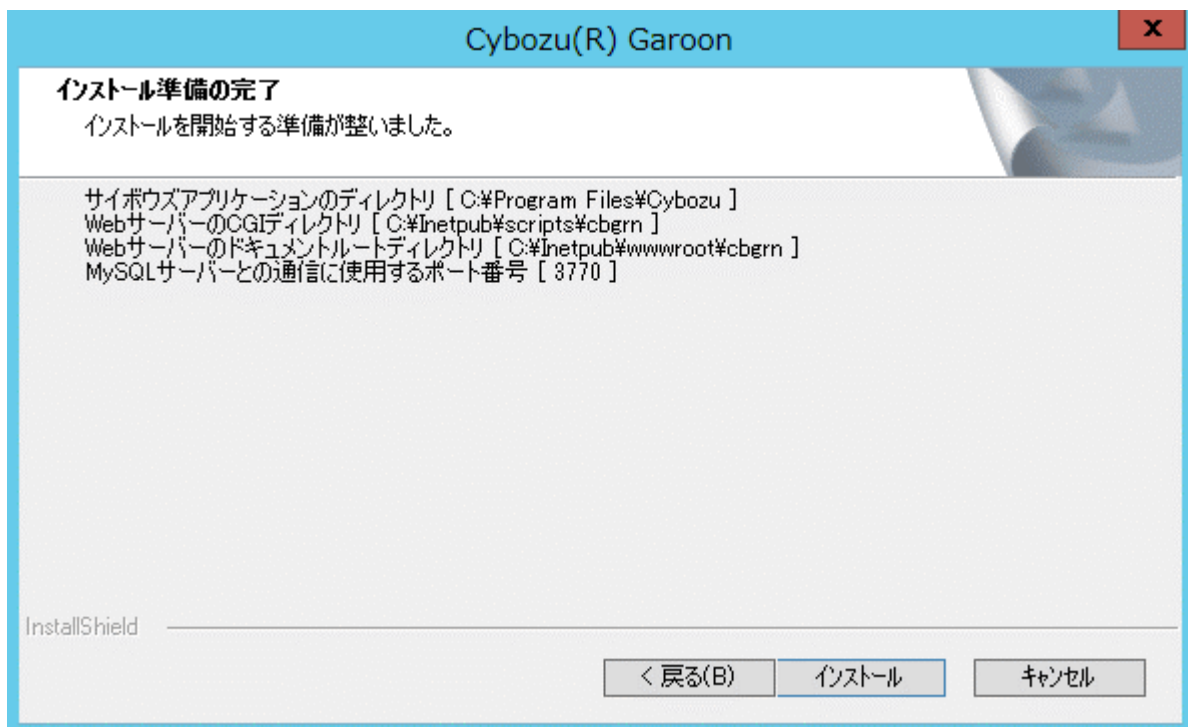 Cybozu(R) Garoon
x
インストール準備の完了
インストールを開始する準備が整いました。
サイボウズアプリケーションのディレクトリ [ C:¥Program Files¥Cybozu ]
WebサーバーのCGIディレクトリ [ C:¥Inetpub¥scripts¥cbgrn ]
Webサーバーのドキュメントルートディレクトリ [ C:¥Inetpub¥wwwroot¥cbgrn ]
MySQLサーバーとの通信に使用するポート番号 [ 3770 ]
InstallShield
< 戻る(B)
インストール
キャンセル